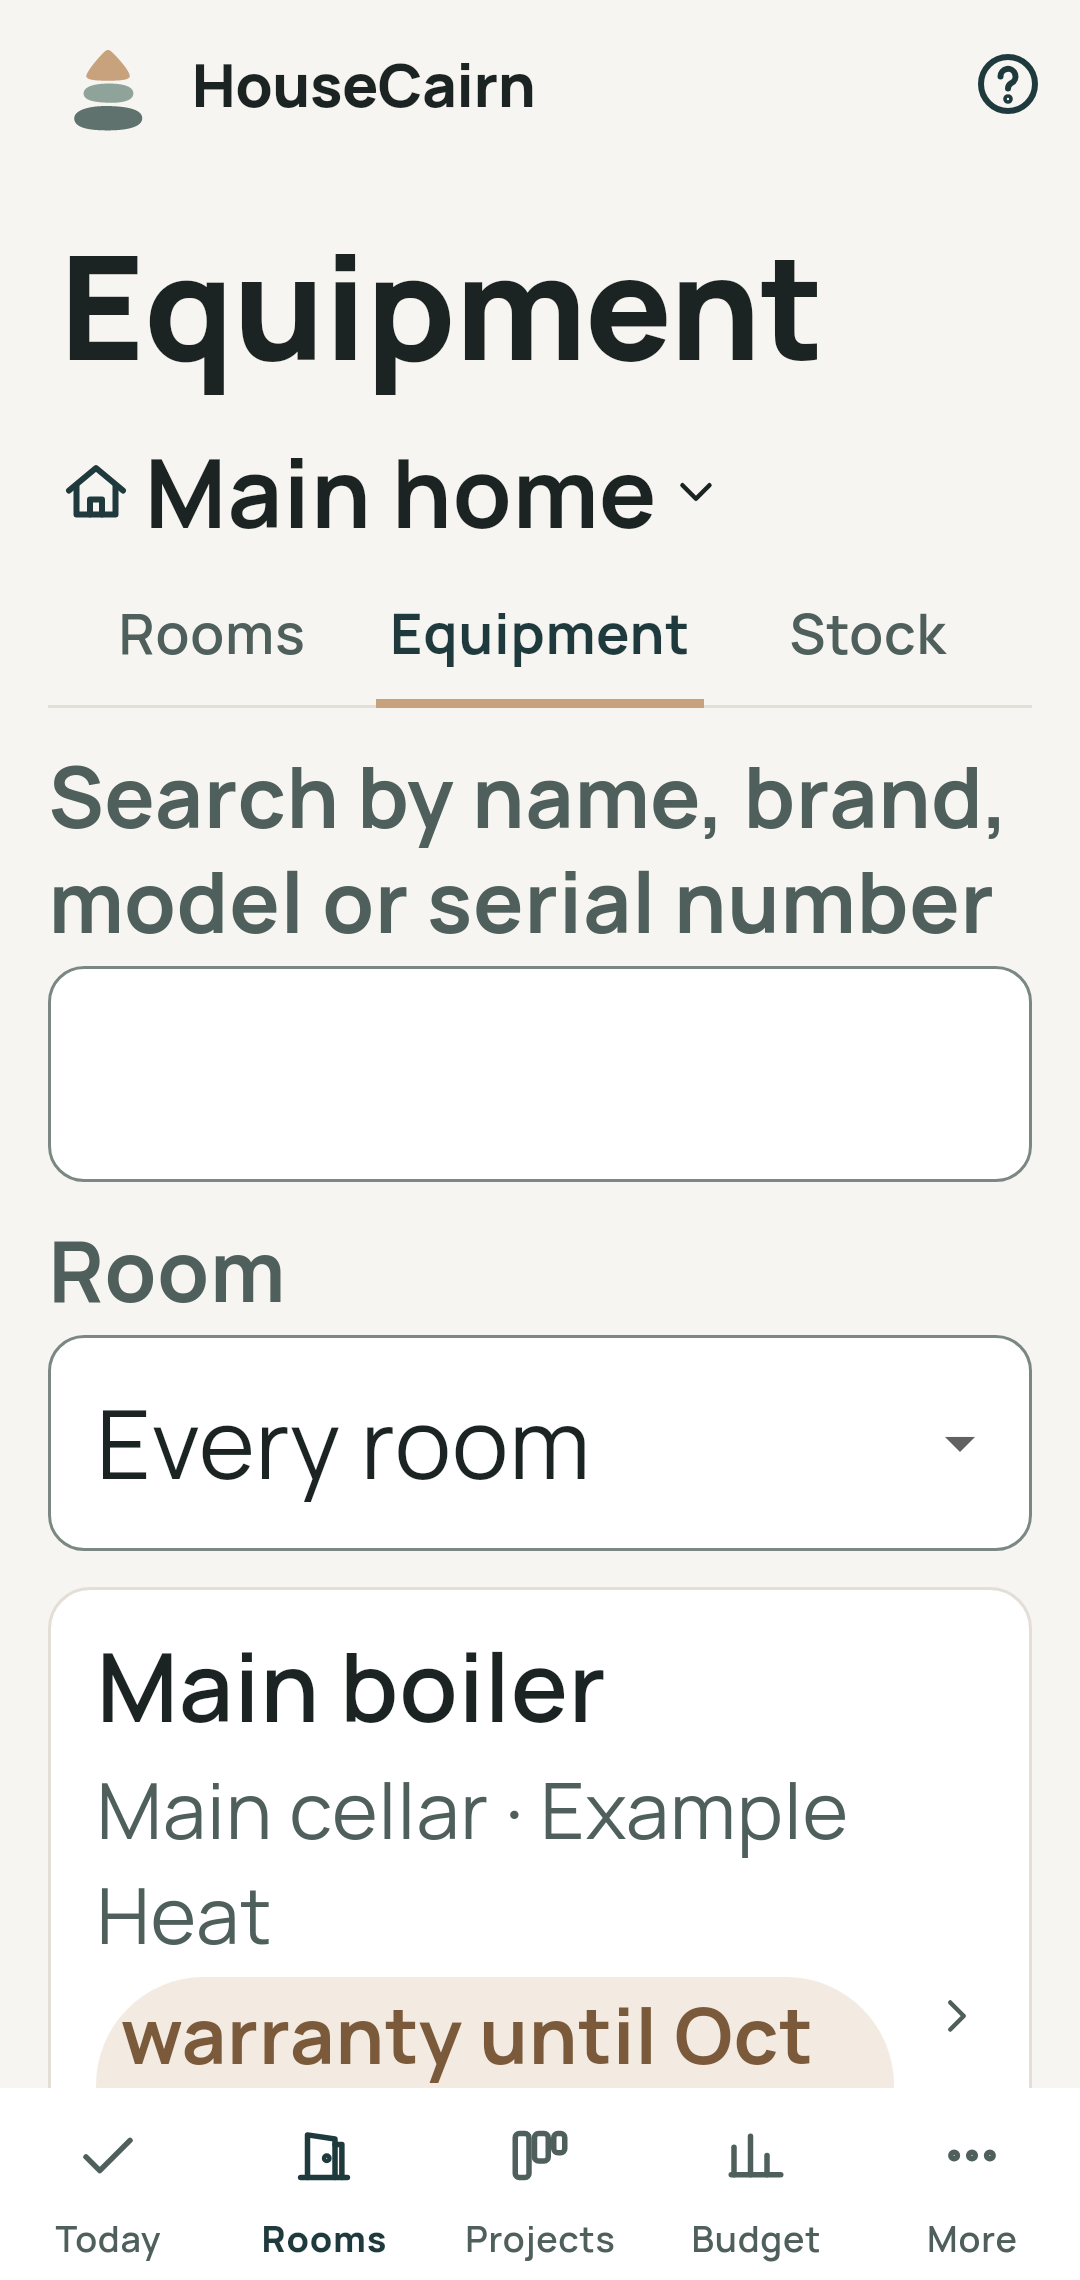 HouseCairn
Equipment
Main home
Rooms Equipment Stock
Search by name, brand,
model or serial number
Room
Every room
Main boiler
Main cellar · Example
Heat
warranty until Oct
Today Rooms Projects Budget More